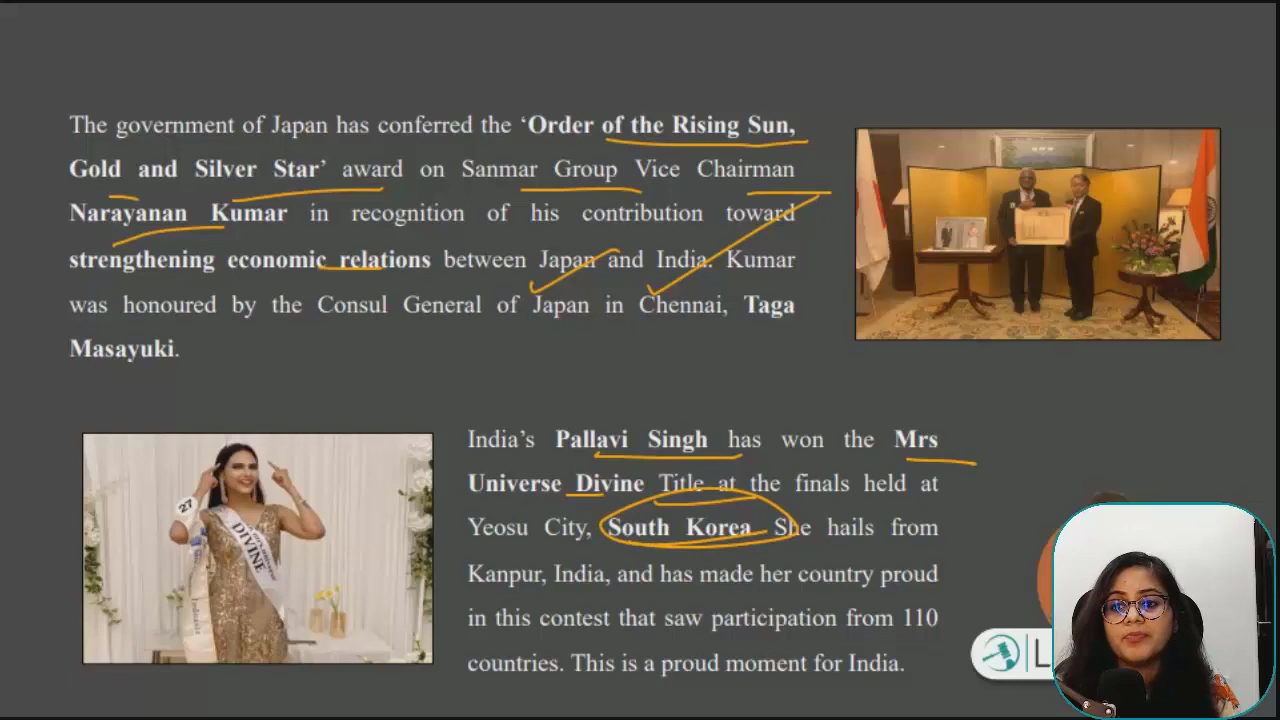 The government of Japan has conferred the ‘Order of the Rising Sun,
Gold and Silver Star’ award on Sanmar Group Vice Chairman
Narayanan Kumar in recognition of his contribution toward
strengthening economic relations between Japan and India. Kumar
was honoured by the Consul General of Japan in Chennai, Taga
Masayuki.
India’s Pallavi Singh has won the Mrs
Universe Divine Title at the finals held at
Yeosu City, South Korea. She hails from
Kanpur, India, and has made her country proud
in this contest that saw participation from 110
countries. This is a proud moment for India.
27
DIVINE
L